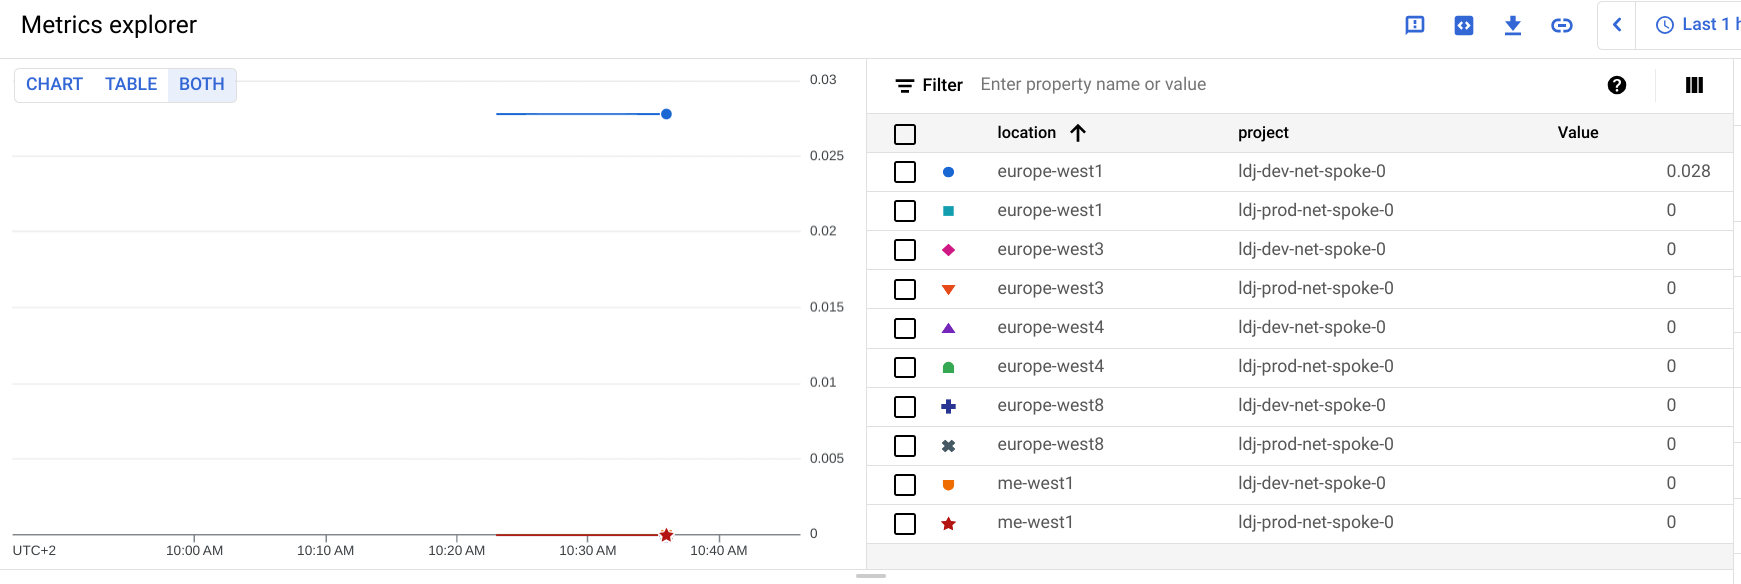 Metrics explorer
Last 1 h
CHART TABLE BOTH
0.03
0.025
0.02
0.015
0.01
0.005
0
UTC+2 10:00 AM 10:10 AM 10:20 AM 10:30 AM 10:40 AM
Filter Enter property name or value
location project Value
europe-west1 ldj-dev-net-spoke-0 0.028
europe-west1 ldj-prod-net-spoke-0 0
europe-west3 ldj-dev-net-spoke-0 0
europe-west3 ldj-prod-net-spoke-0 0
europe-west4 ldj-dev-net-spoke-0 0
europe-west4 ldj-prod-net-spoke-0 0
europe-west8 ldj-dev-net-spoke-0 0
europe-west8 ldj-prod-net-spoke-0 0
me-west1 ldj-dev-net-spoke-0 0
me-west1 ldj-prod-net-spoke-0 0